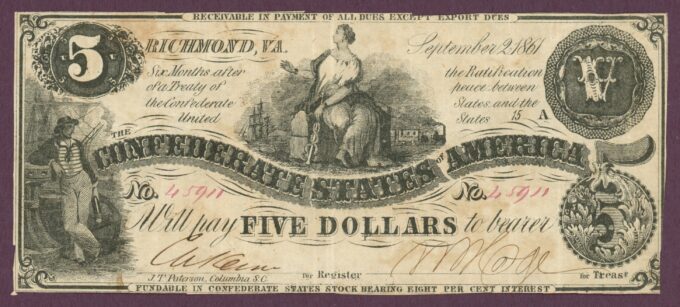 RECEIVABLE IN PAYMENT OF ALL DUES EXCEPT EXPORT DUES
5
RICHMOND, VA.
September 2, 1861
V
Six Months after
the Ratification
of a Treaty of
peace between
the Confederate
States and the
United
States 15 A
THE
CONFEDERATE STATES OF AMERICA
No. 45911
No. 45911
5
Will pay FIVE DOLLARS to bearer
J.T. Paterson, Columbia S.C.
for Register
for Treasr
FUNDABLE IN CONFEDERATE STATES STOCK BEARING EIGHT PER CENT INTEREST